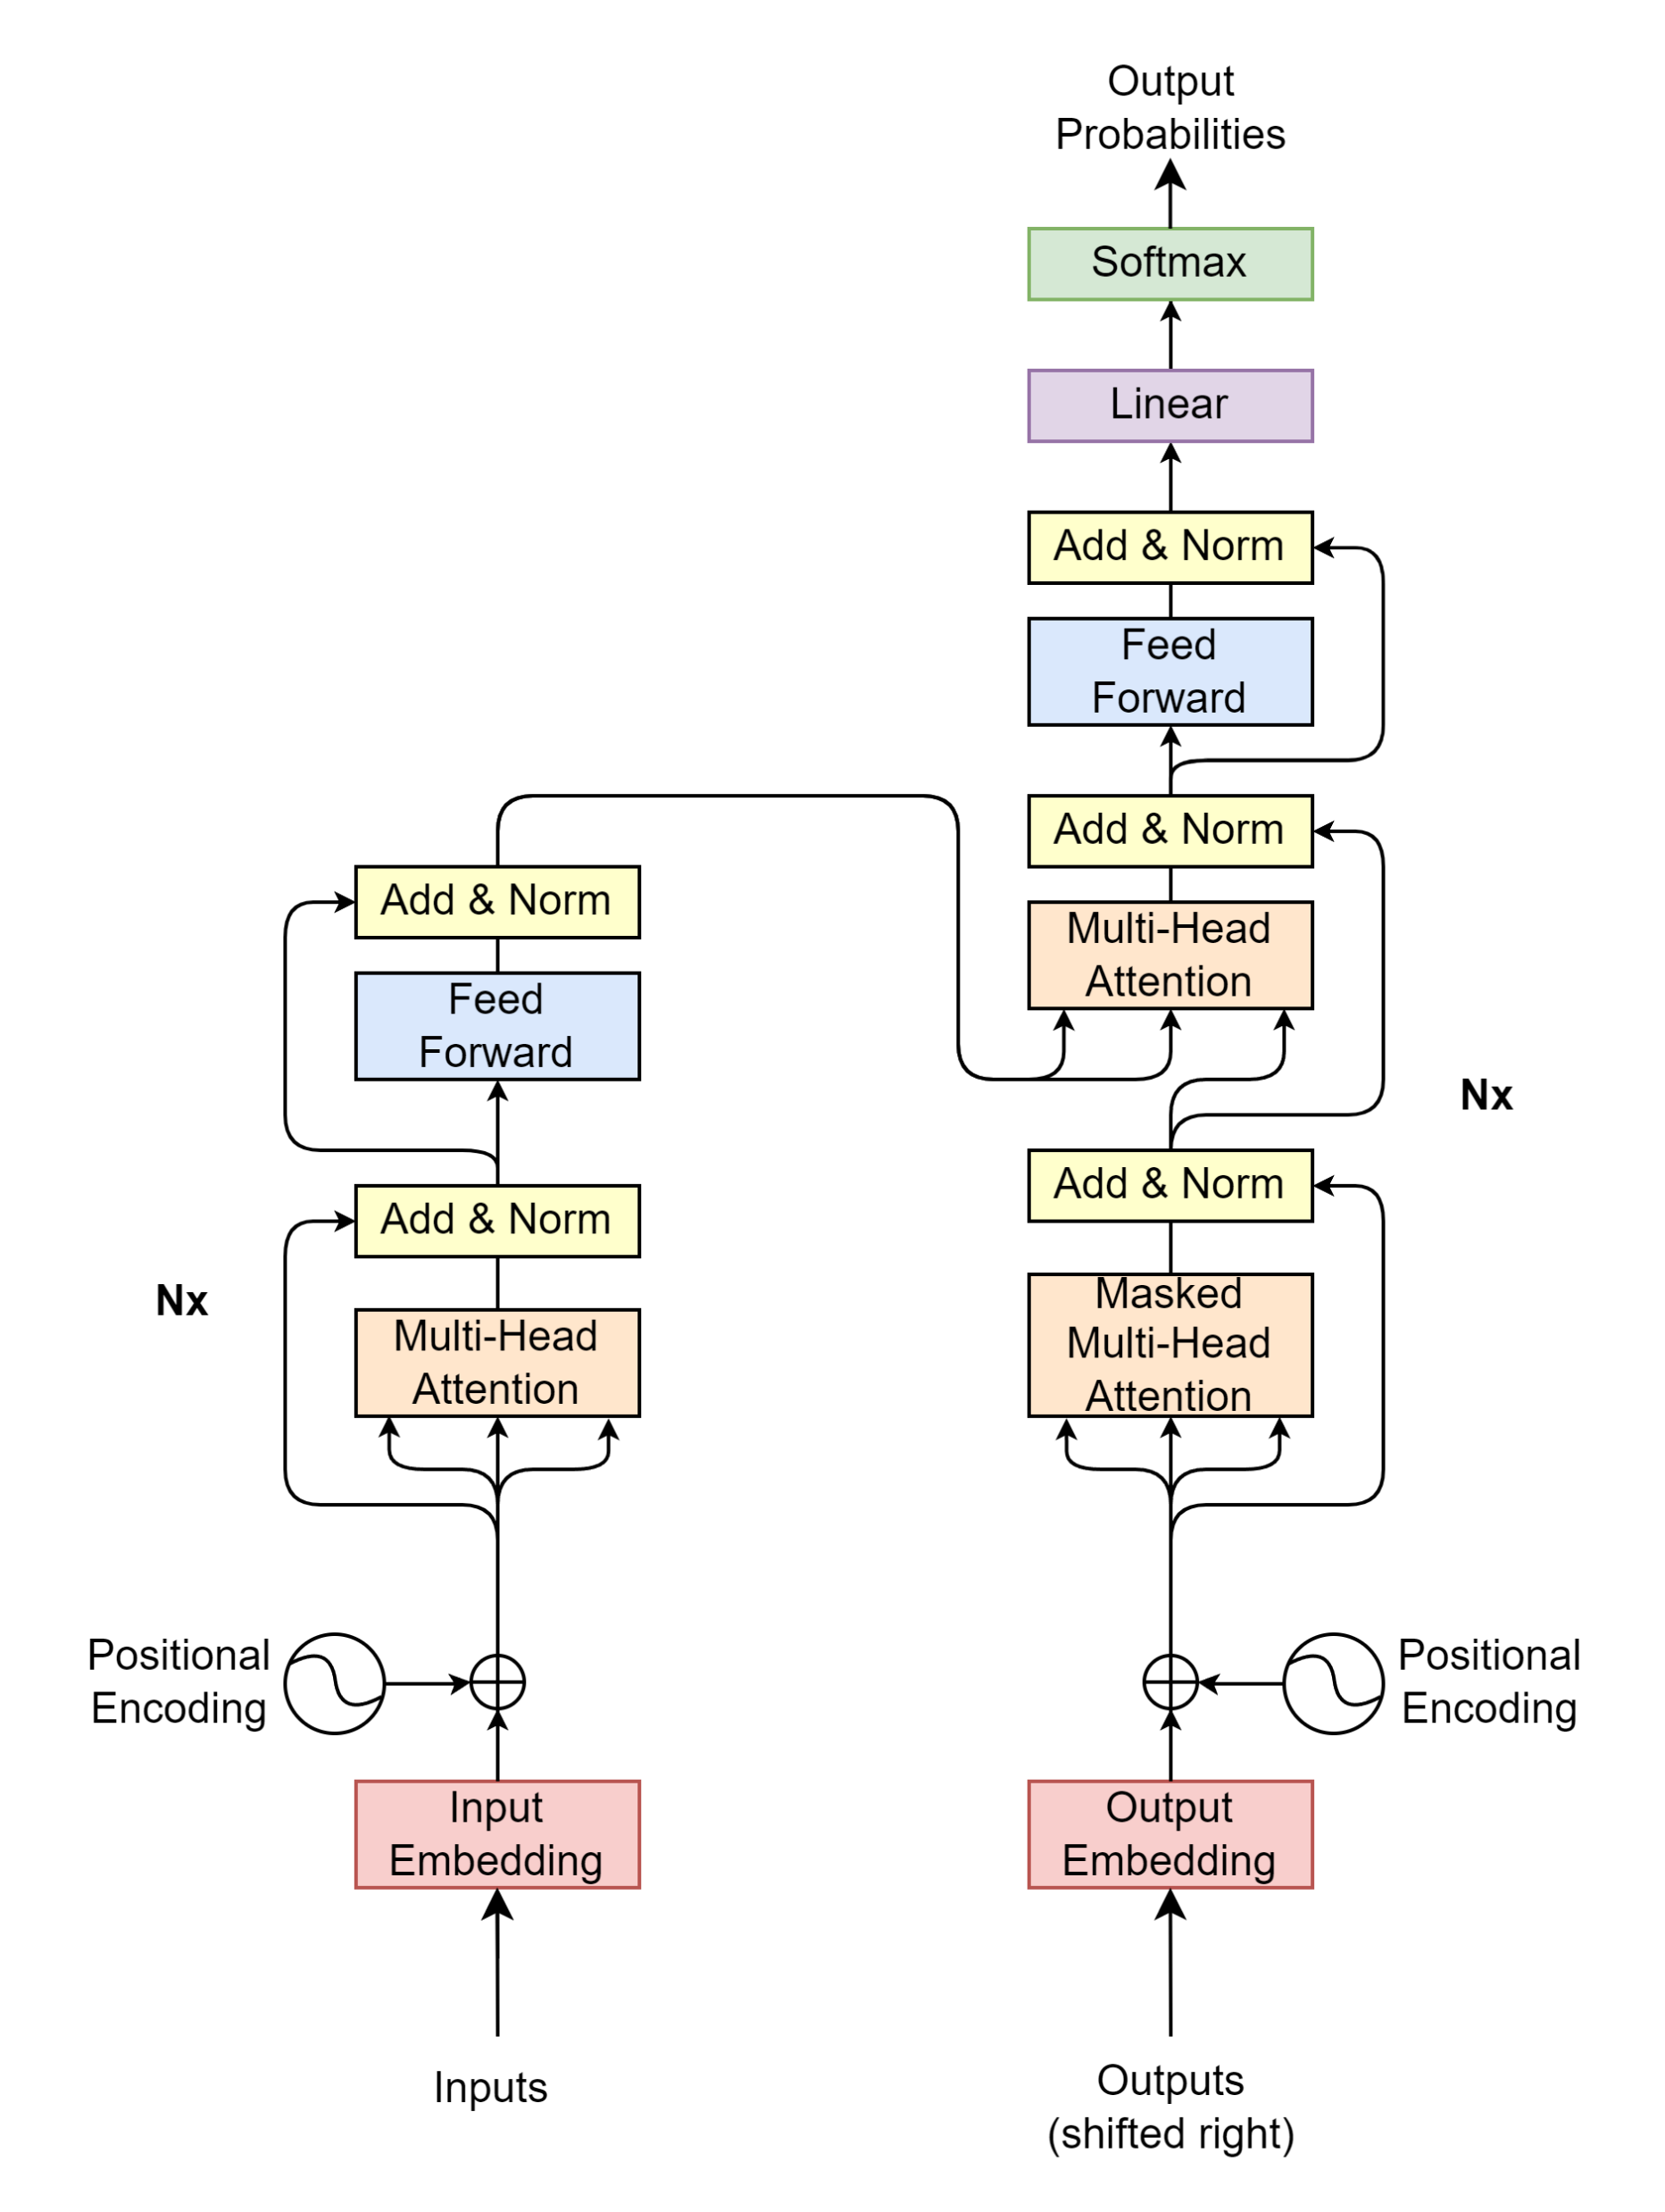 Output
Probabilities
Softmax
Linear
Add & Norm
Feed
Forward
Add & Norm
Multi-Head
Attention
Nx
Add & Norm
Masked
Multi-Head
Attention
Positional
Encoding
Output
Embedding
Outputs
(shifted right)
Add & Norm
Feed
Forward
Add & Norm
Nx
Multi-Head
Attention
Positional
Encoding
Input
Embedding
Inputs